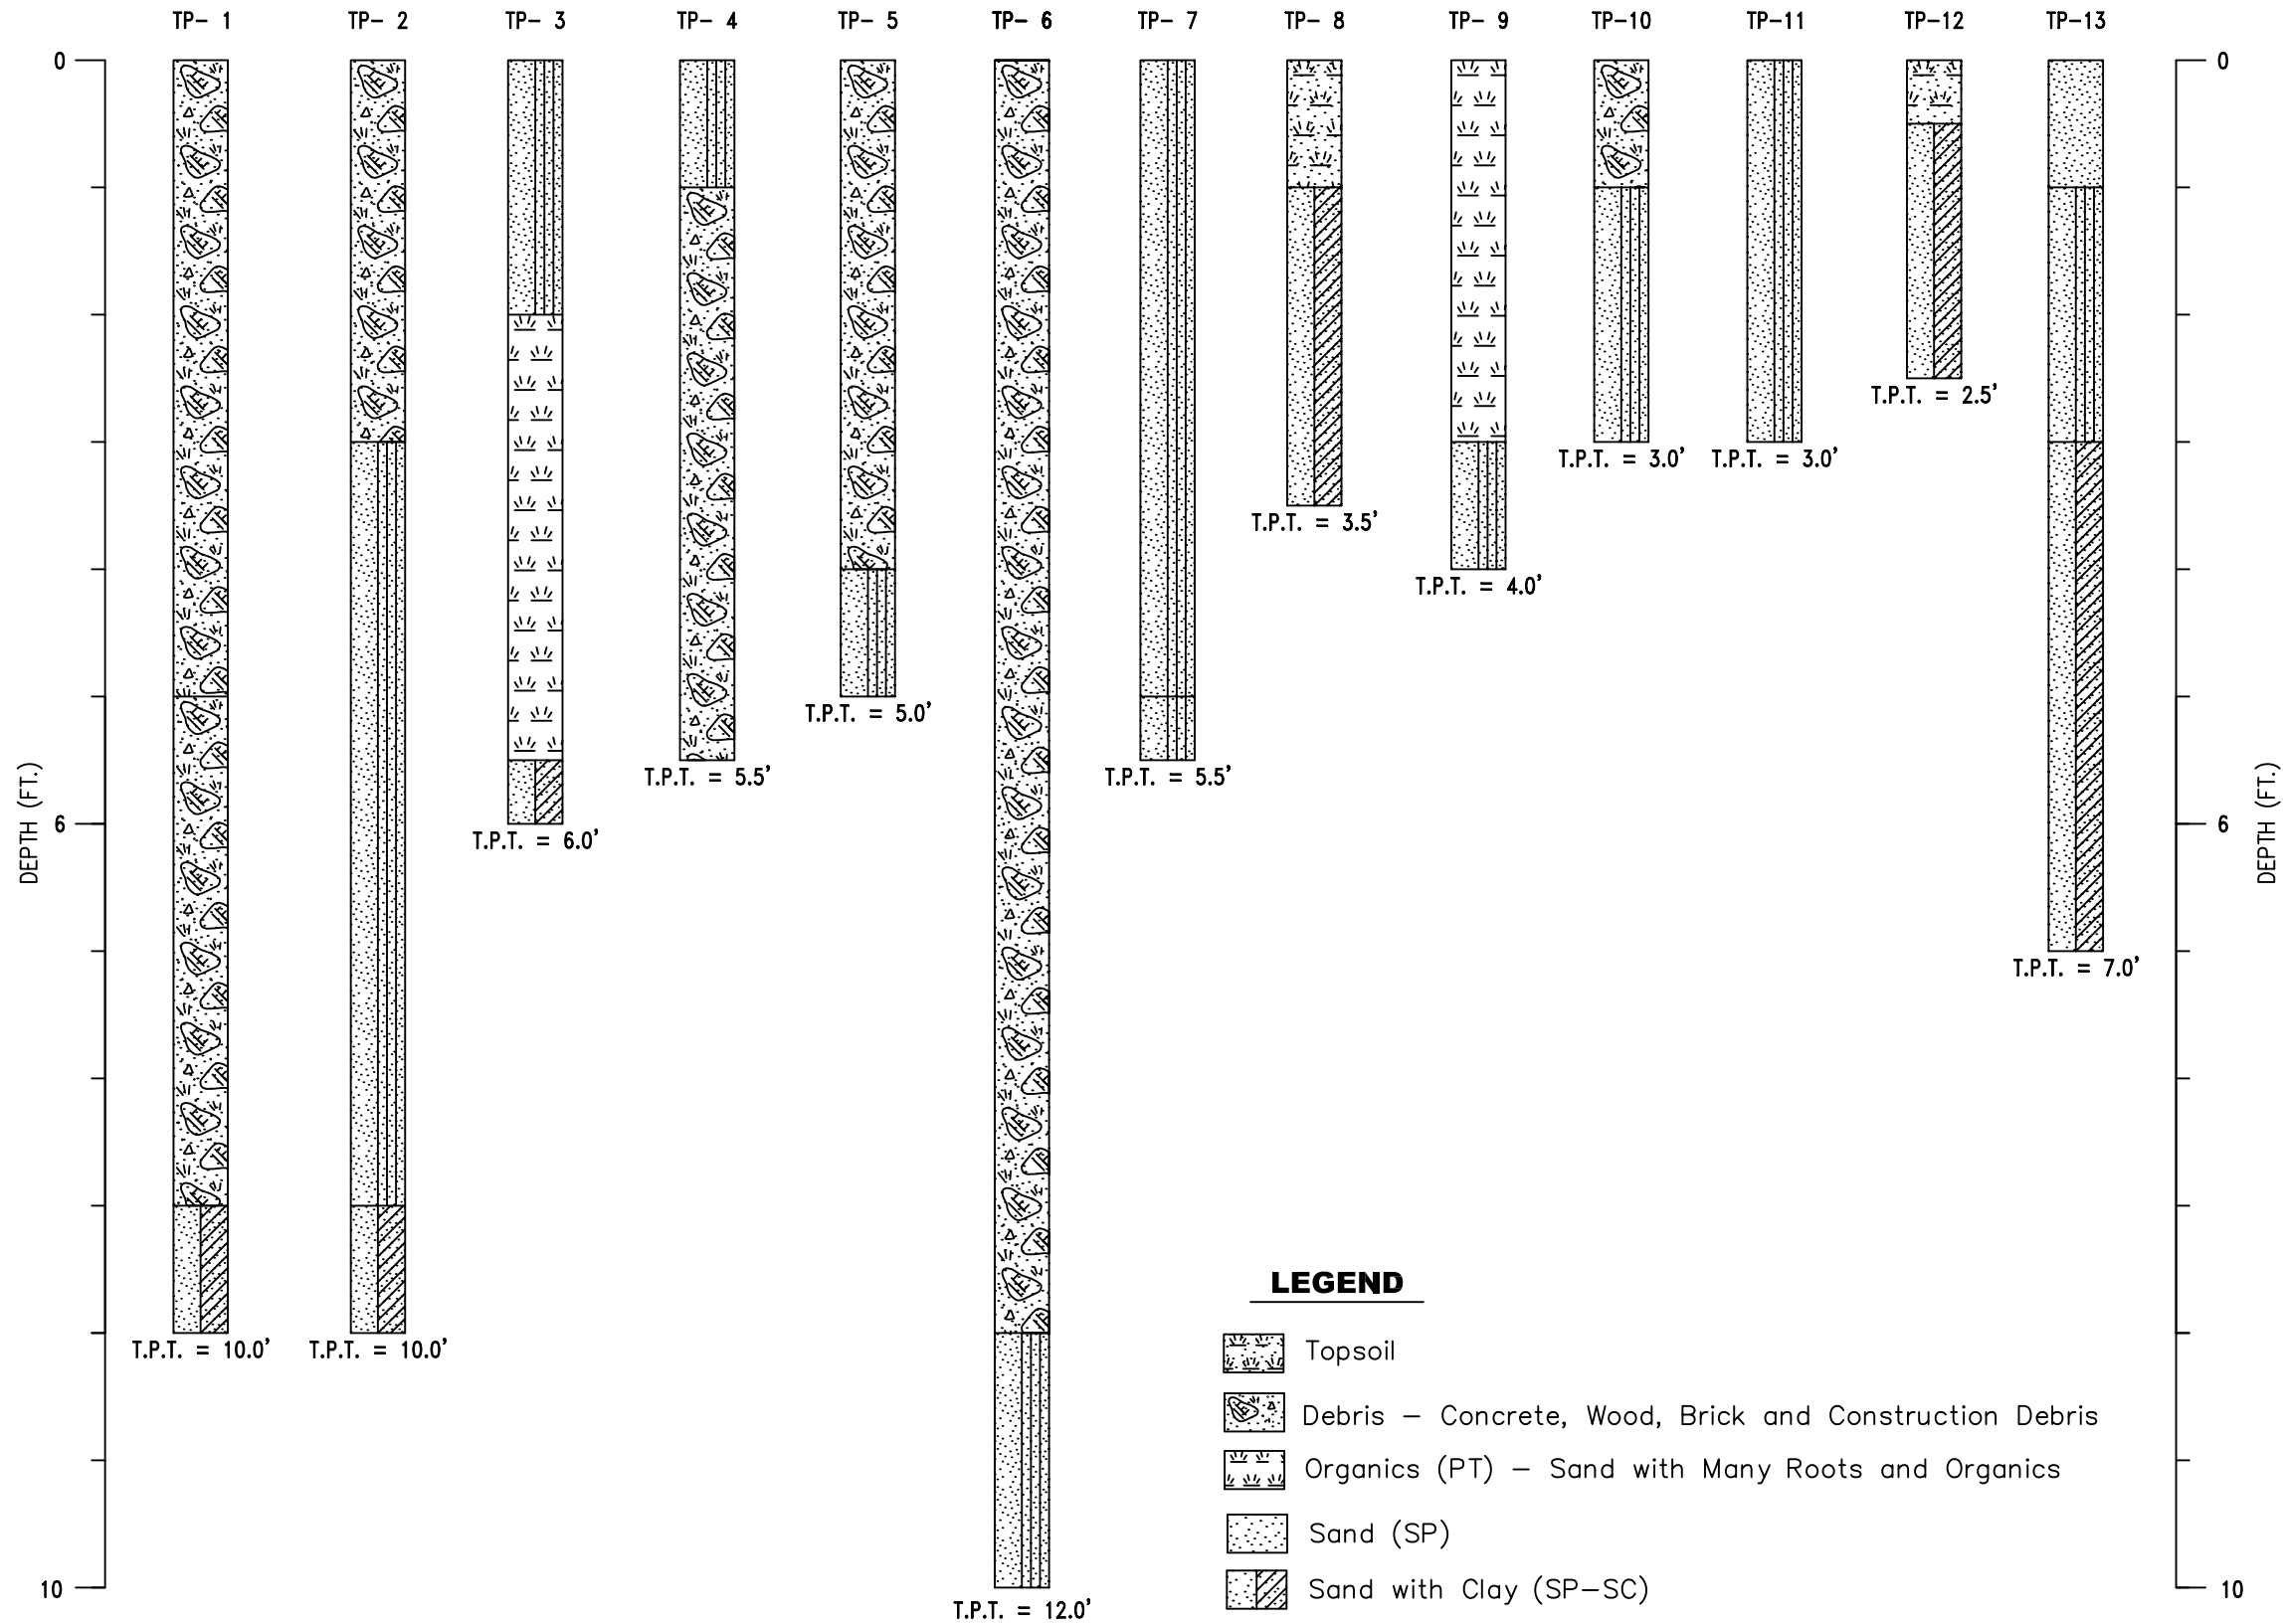 TP- 1 TP- 2 TP- 3 TP- 4 TP- 5 TP- 6 TP- 7 TP- 8 TP- 9 TP-10 TP-11 TP-12 TP-13
0 0
T.P.T. = 2.5'
T.P.T. = 3.0' T.P.T. = 3.0'
T.P.T. = 3.5'
T.P.T. = 4.0'
T.P.T. = 5.0'
T.P.T. = 5.5' T.P.T. = 5.5'
DEPTH (FT.) 6 6 DEPTH (FT.)
T.P.T. = 6.0'
T.P.T. = 7.0'
T.P.T. = 10.0' T.P.T. = 10.0'
LEGEND
Topsoil
Debris – Concrete, Wood, Brick and Construction Debris
Organics (PT) – Sand with Many Roots and Organics
Sand (SP)
Sand with Clay (SP-SC)
10 10
T.P.T. = 12.0'